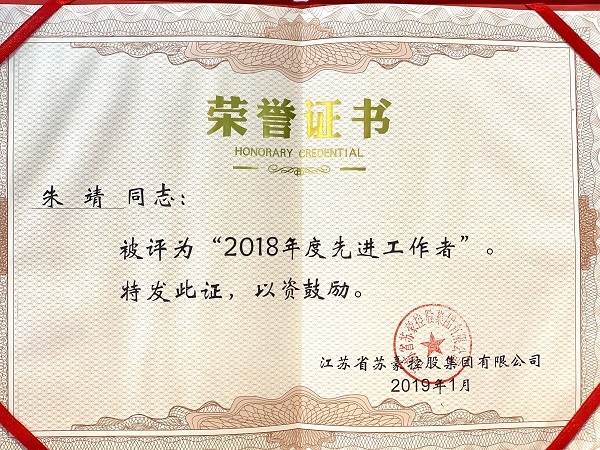 荣誉证书
HONORARY CREDENTIAL
朱 靖 同志：
被评为“2018年度先进工作者”。
特发此证，以资鼓励。
江苏省苏豪控股集团有限公司
2019年1月